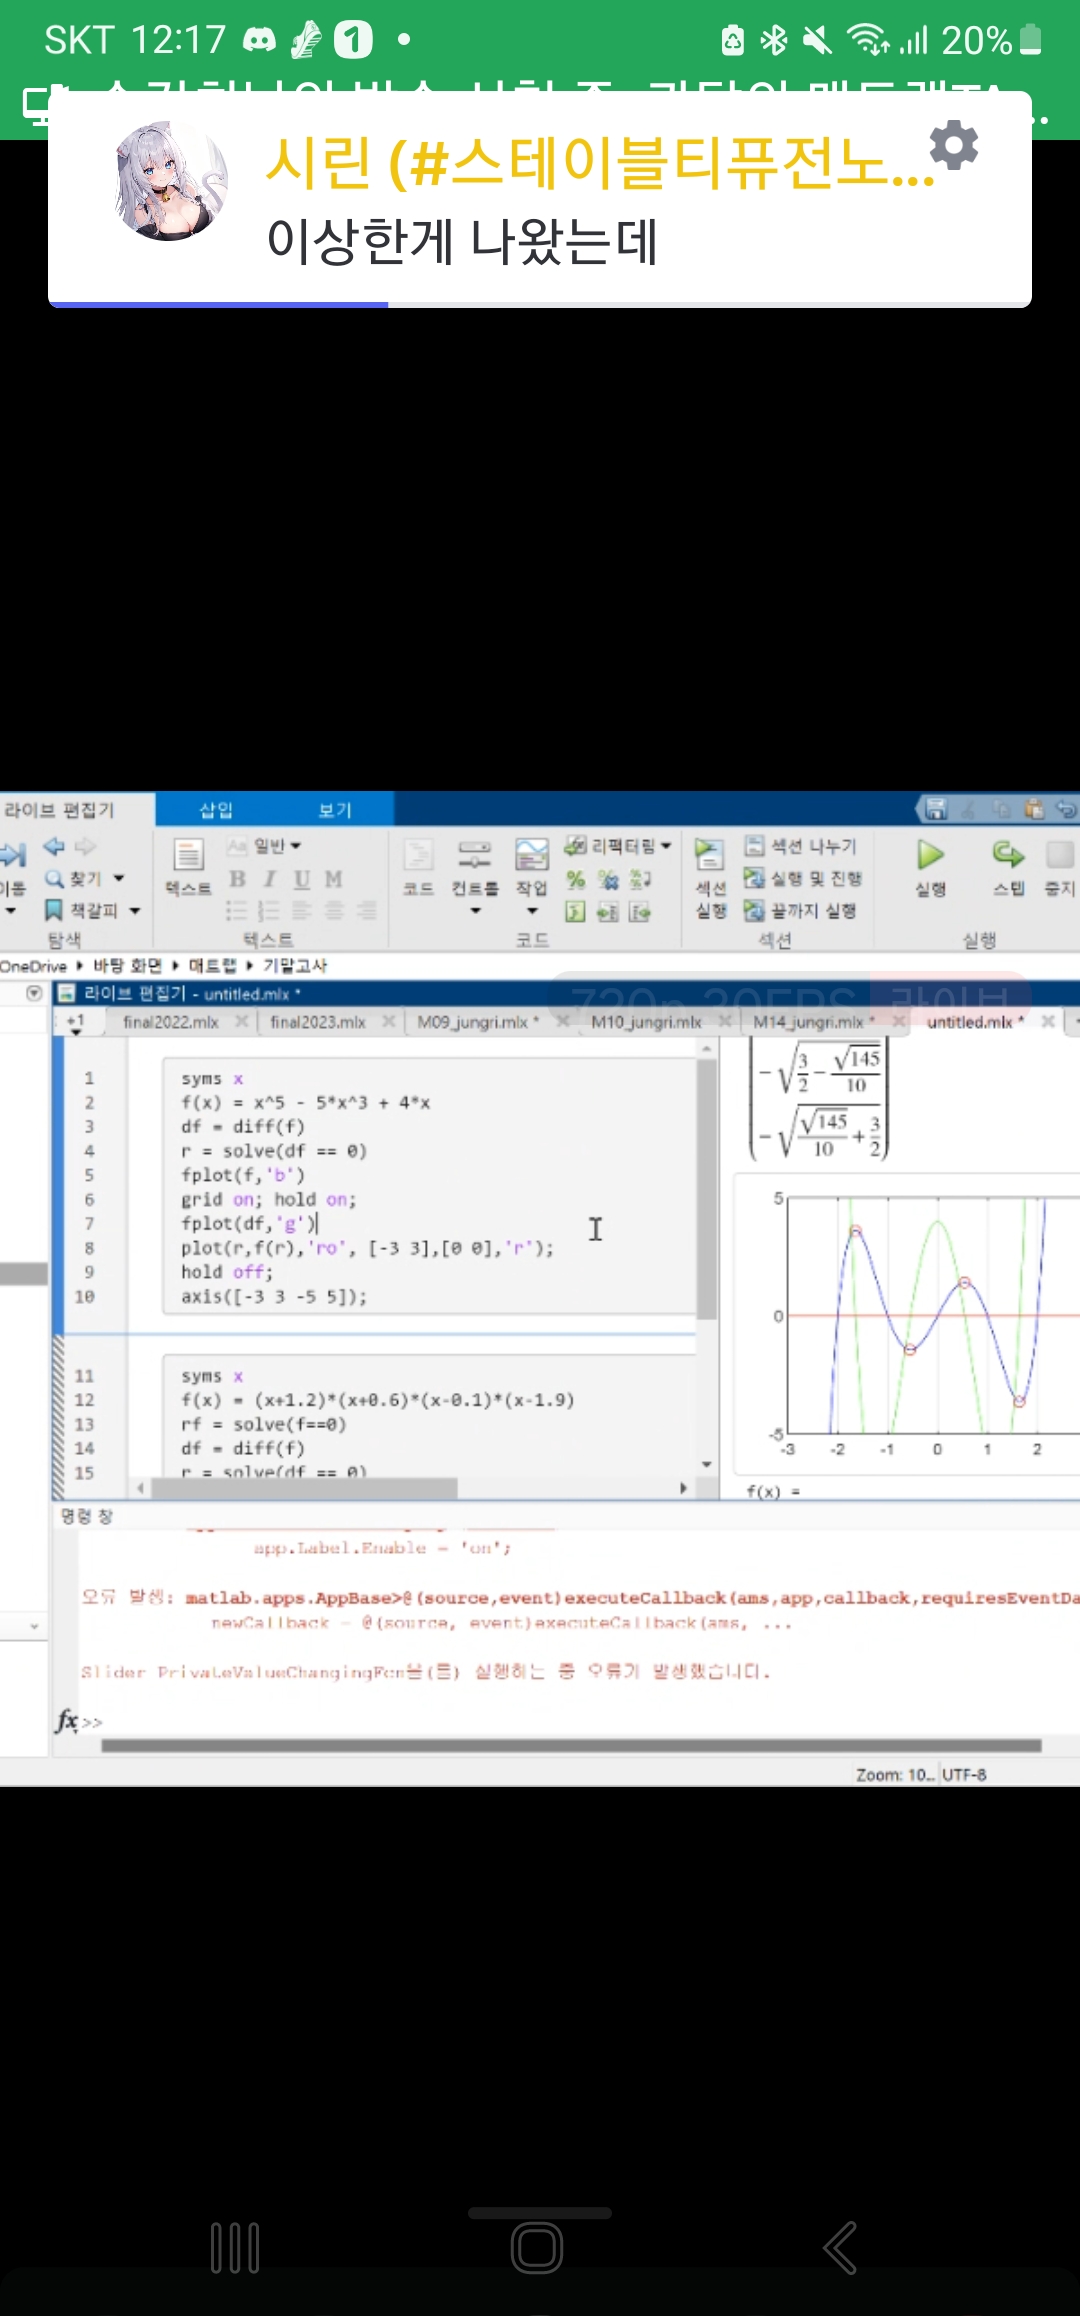 SKT 12:17
20%
시린 (#스테이블티퓨전노...
이상한게 나왔는데
라이브 편집기 삽입 보기
일반 리팩터링 섹션 나누기
찾기 텍스트 B I U M 코드 컨트롤 작업 섹션 실행 실행 및 진행 실행 스텝 중지
책갈피 끝까지 실행
탐색 텍스트 코드 섹션 실행
OneDrive 바탕 화면 매트랩 기말고사
720p 30FPS 라이브
라이브 편집기 - untitled.mlx *
+1 final2022.mlx final2023.mlx M09_jungri.mlx * M10_jungri.mlx M14_jungri.mlx * untitled.mlx *
1 syms x
2 f(x) = x^5 - 5*x^3 + 4*x
3 df = diff(f)
4 r = solve(df == 0)
5 fplot(f,'b')
6 grid on; hold on;
7 fplot(df,'g')
8 plot(r,f(r),'ro', [-3 3],[0 0],'r');
9 hold off;
10 axis([-3 3 -5 5]);
11 syms x
12 f(x) = (x+1.2)*(x+0.6)*(x-0.1)*(x-1.9)
13 rf = solve(f==0)
14 df = diff(f)
15 r = solve(df == 0)
-√(3/2 - √145/10)
-√(√145/10 + 3/2)
5
0
-5
-3 -2 -1 0 1 2
f(x) =
명령 창
app.Label.Enable = 'on';
오류 발생: matlab.apps.AppBase>@(source,event)executeCallback(ams,app,callback,requiresEventDa
newCallback = @(source, event)executeCallback(ams, ...
Slider PrivateValueChangingFcn을(를) 실행하는 중 오류가 발생했습니다.
fx >>
Zoom: 10... UTF-8